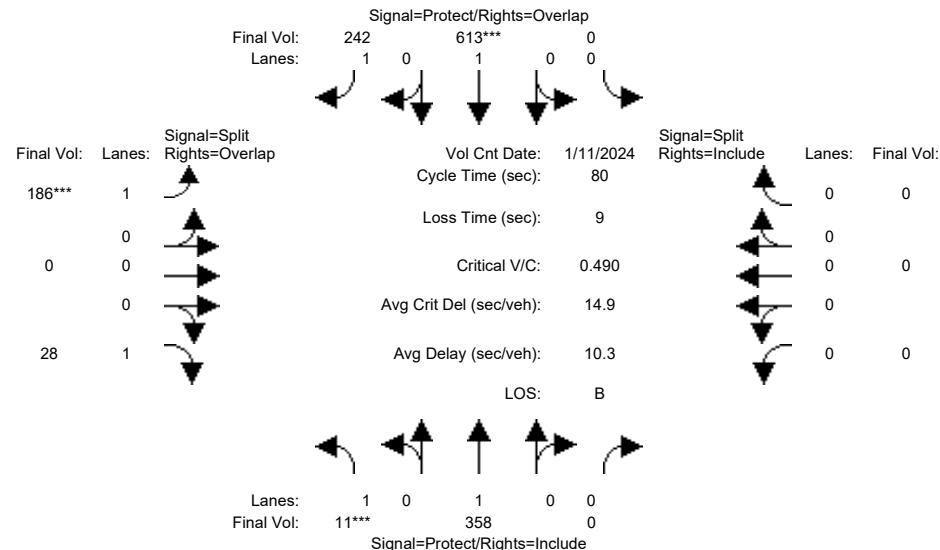 Signal=Protect/Rights=Overlap
Final Vol: 242 613*** 0
Lanes: 1 0 1 0 0
Signal=Split Signal=Split
Final Vol: Lanes: Rights=Overlap Vol Cnt Date: 1/11/2024 Rights=Include Lanes: Final Vol:
Cycle Time (sec): 80
186*** 1 0 0
Loss Time (sec): 9
0 0
0 0 Critical V/C: 0.490 0 0
0 Avg Crit Del (sec/veh): 14.9 0
28 1 Avg Delay (sec/veh): 10.3 0 0
LOS: B
Lanes: 1 0 1 0 0
Final Vol: 11*** 358 0
Signal=Protect/Rights=Include